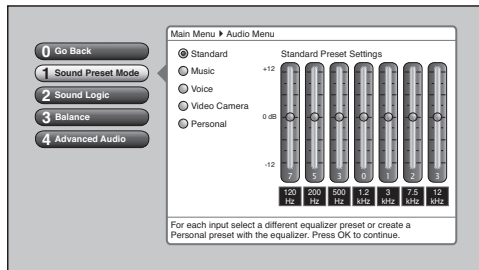 Main Menu ▸ Audio Menu
0 Go Back
1 Sound Preset Mode
2 Sound Logic
3 Balance
4 Advanced Audio
Standard
Music
Voice
Video Camera
Personal
Standard Preset Settings
+12
0 dB
-12
7 5 3 0 1 2 3
120 200 500 1.2 3 7.5 12
Hz Hz Hz kHz kHz kHz kHz
For each input select a different equalizer preset or create a
Personal preset with the equalizer. Press OK to continue.